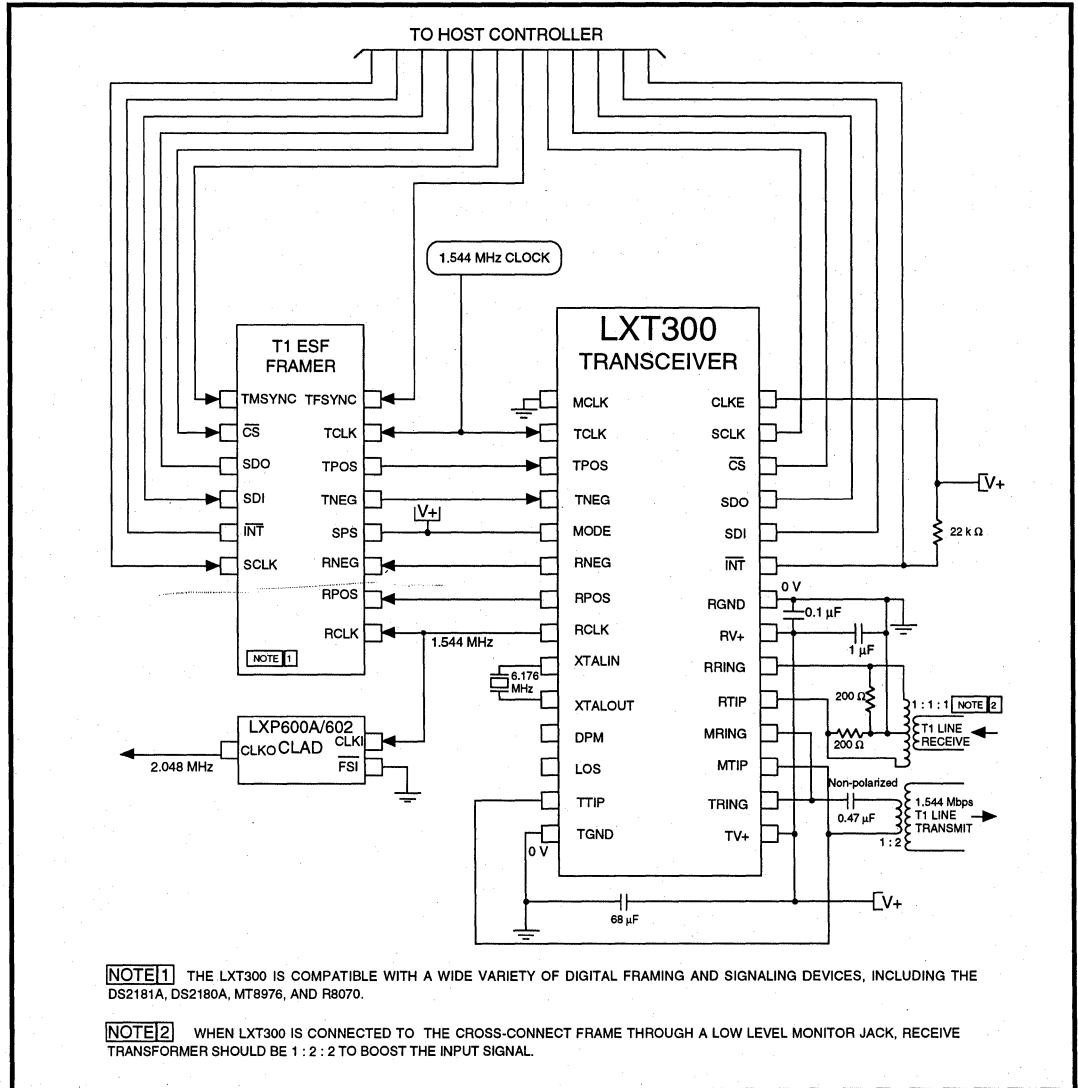 TO HOST CONTROLLER
1.544 MHz CLOCK
T1 ESF
FRAMER
TMSYNC TFSYNC
CS TCLK
SDO TPOS
SDI TNEG
INT SPS
SCLK RNEG
RPOS
RCLK
NOTE 1
V+
1.544 MHz
LXP600A/602
CLAD
CLKO CLKI
FSI
2.048 MHz
LXT300
TRANSCEIVER
MCLK CLKE
TCLK SCLK
TPOS CS
TNEG SDO
MODE SDI
RNEG INT
RPOS RGND
RCLK RV+
XTALIN RRING
XTALOUT RTIP
DPM MRING
LOS MTIP
TTIP TRING
TGND TV+
6.176
MHz
0 V
68 µF
V+
22 k Ω
0 V
0.1 µF
1 µF
200 Ω
200 Ω
1 : 1 : 1 NOTE 2
T1 LINE
RECEIVE
Non-polarized
0.47 µF
1.544 Mbps
T1 LINE
TRANSMIT
1 : 2
V+
NOTE 1 THE LXT300 IS COMPATIBLE WITH A WIDE VARIETY OF DIGITAL FRAMING AND SIGNALING DEVICES, INCLUDING THE
DS2181A, DS2180A, MT8976, AND R8070.
NOTE 2 WHEN LXT300 IS CONNECTED TO THE CROSS-CONNECT FRAME THROUGH A LOW LEVEL MONITOR JACK, RECEIVE
TRANSFORMER SHOULD BE 1 : 2 : 2 TO BOOST THE INPUT SIGNAL.